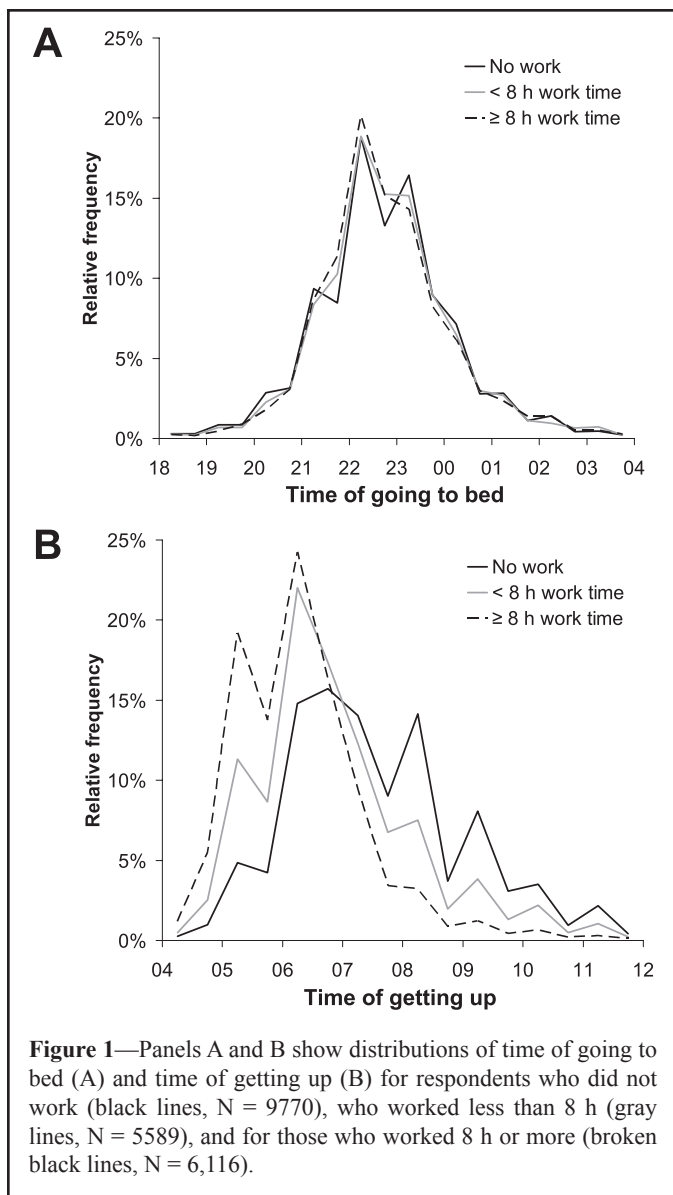 A
25%
20%
15%
10%
5%
0%
Relative frequency
No work
< 8 h work time
≥ 8 h work time
18 19 20 21 22 23 00 01 02 03 04
Time of going to bed
B
25%
20%
15%
10%
5%
0%
Relative frequency
No work
< 8 h work time
≥ 8 h work time
04 05 06 07 08 09 10 11 12
Time of getting up
Figure 1—Panels A and B show distributions of time of going to
bed (A) and time of getting up (B) for respondents who did not
work (black lines, N = 9770), who worked less than 8 h (gray
lines, N = 5589), and for those who worked 8 h or more (broken
black lines, N = 6,116).